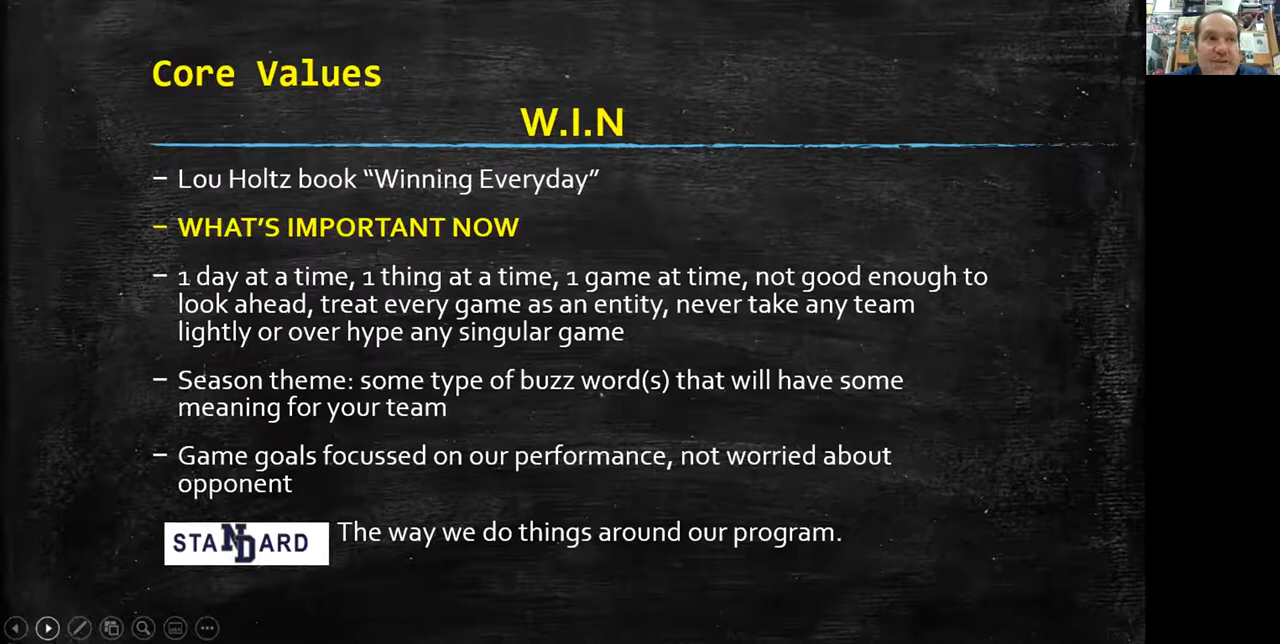 Core Values
W.I.N
– Lou Holtz book “Winning Everyday”
– WHAT’S IMPORTANT NOW
– 1 day at a time, 1 thing at a time, 1 game at time, not good enough to
look ahead, treat every game as an entity, never take any team
lightly or over hype any singular game
– Season theme: some type of buzz word(s) that will have some
meaning for your team
– Game goals focussed on our performance, not worried about
opponent
STANDARD The way we do things around our program.